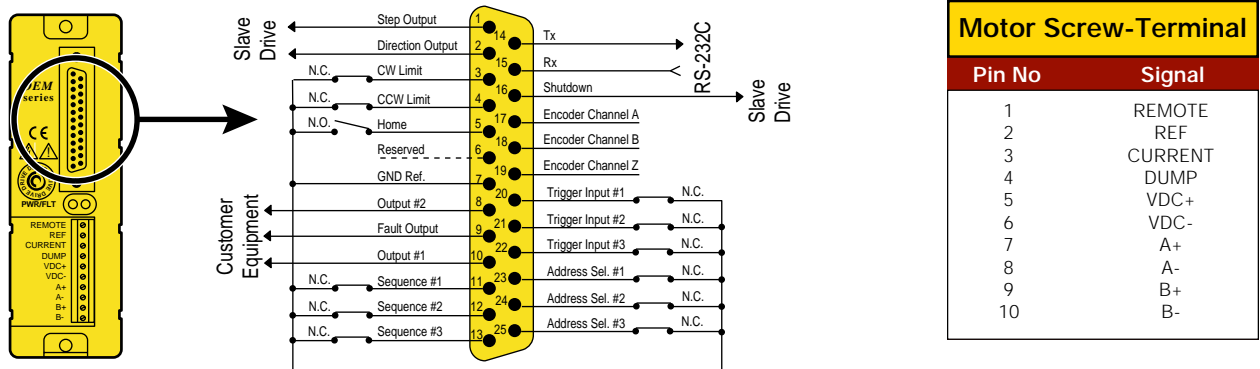 OEM
series
CE
DRIVE
PWR/FLT
REMOTE
REF
CURRENT
DUMP
VDC+
VDC-
A+
A-
B+
B-
Slave
Drive
Step Output
Direction Output
N.C. CW Limit
N.C. CCW Limit
N.O. Home
Reserved
GND Ref.
Customer
Equipment
Output #2
Fault Output
Output #1
N.C. Sequence #1
N.C. Sequence #2
N.C. Sequence #3
1
2
3
4
5
6
7
8
9
10
11
12
13
14 Tx
15 Rx
16 Shutdown
17 Encoder Channel A
18 Encoder Channel B
19 Encoder Channel Z
20 Trigger Input #1 N.C.
21 Trigger Input #2 N.C.
22 Trigger Input #3 N.C.
23 Address Sel. #1 N.C.
24 Address Sel. #2 N.C.
25 Address Sel. #3 N.C.
RS-232C
Slave
Drive
Motor Screw-Terminal
Pin No Signal
1 REMOTE
2 REF
3 CURRENT
4 DUMP
5 VDC+
6 VDC-
7 A+
8 A-
9 B+
10 B-